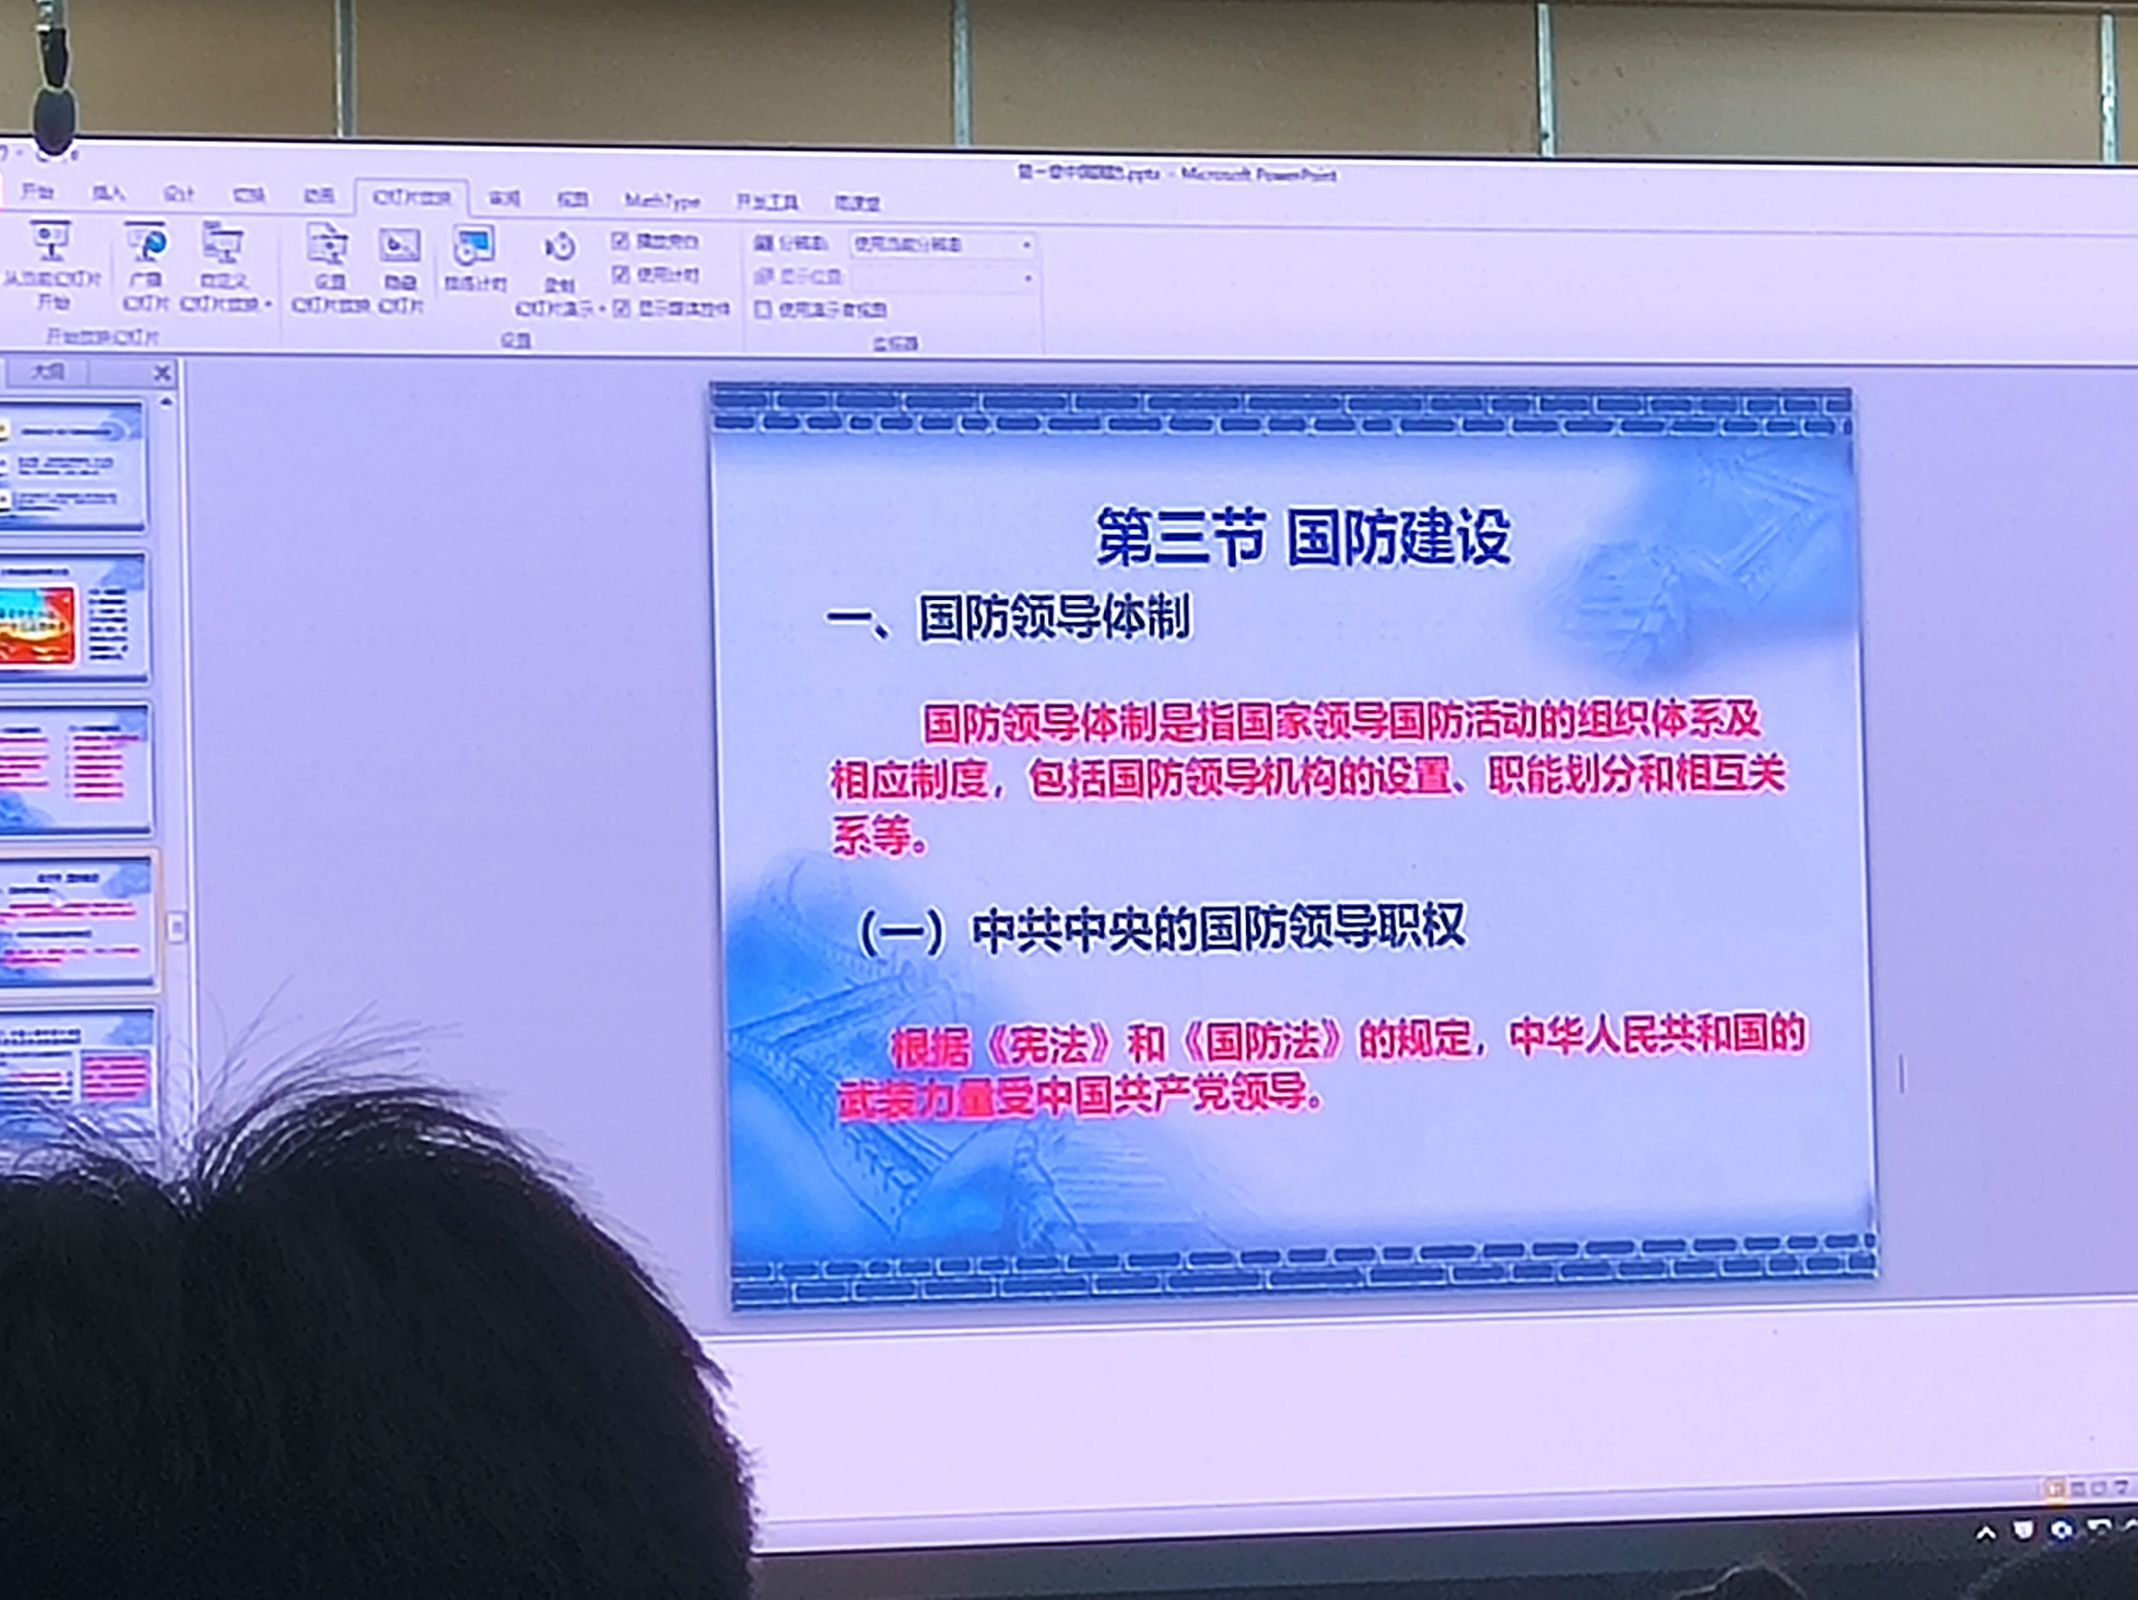 Microsoft PowerPoint
开始 插入 设计 切换 动画 幻灯片放映 审阅 视图 MathType 开发工具 雨课堂
播放旁白 分辨率: 使用当前分辨率
使用计时 显示位置:
从当前幻灯片 广播 自定义 设置 隐藏 排练计时 录制
开始 幻灯片 幻灯片放映 幻灯片放映 幻灯片 幻灯片演示 显示媒体控件 使用演示者视图
开始放映幻灯片 设置 监视器
大纲
第三节 国防建设
一、国防领导体制
国防领导体制是指国家领导国防活动的组织体系及
相应制度，包括国防领导机构的设置、职能划分和相互关
系等。
（一）中共中央的国防领导职权
根据《宪法》和《国防法》的规定，中华人民共和国的
武装力量受中国共产党领导。